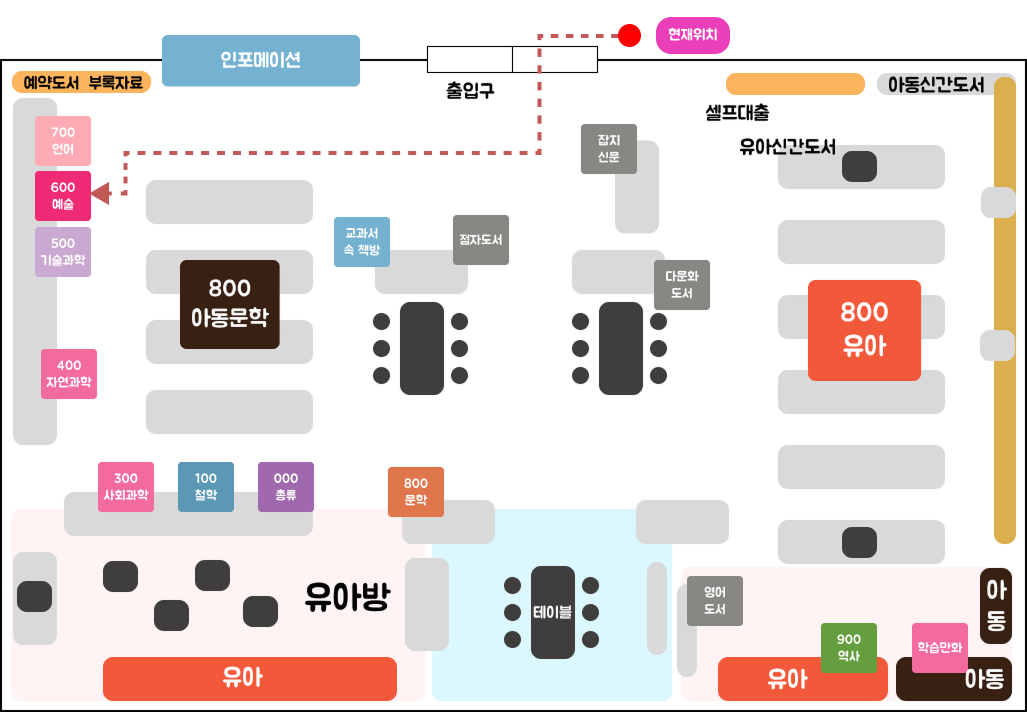 현재위치
인포메이션
출입구
예약도서 부록자료
셀프대출
아동신간도서
유아신간도서
700
언어
600
예술
500
기술과학
400
자연과학
잡지
신문
교과서
속 책방
점자도서
다문화
도서
800
아동문학
800
유아
300
사회과학
100
철학
000
총류
800
문학
유아방
테이블
영어
도서
아
동
900
역사
학습만화
유아
유아
아동